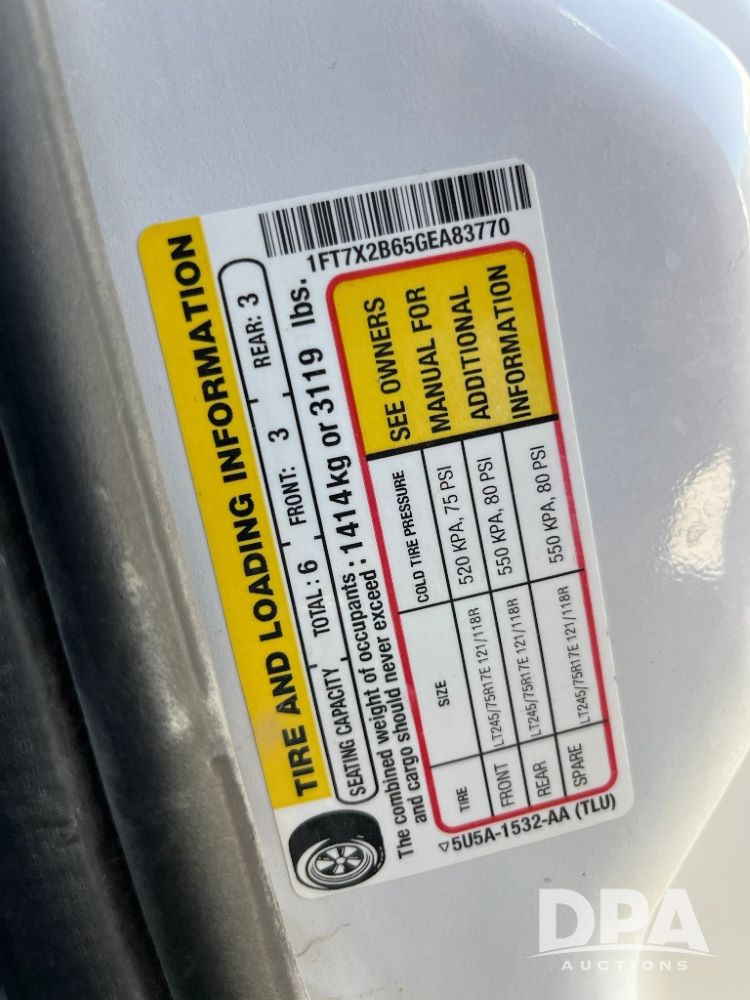 TIRE AND LOADING INFORMATION
SEATING CAPACITY TOTAL : 6 FRONT: 3 REAR: 3
The combined weight of occupants and cargo should never exceed : 1414kg or 3119 lbs.
1FT7X2B65GEA83770
TIRE SIZE COLD TIRE PRESSURE
FRONT LT245/75R17E 121/118R 520 KPA, 75 PSI
REAR LT245/75R17E 121/118R 550 KPA, 80 PSI
SPARE LT245/75R17E 121/118R 550 KPA, 80 PSI
SEE OWNERS
MANUAL FOR
ADDITIONAL
INFORMATION
▽5U5A-1532-AA (TLU)
DPA
AUCTIONS